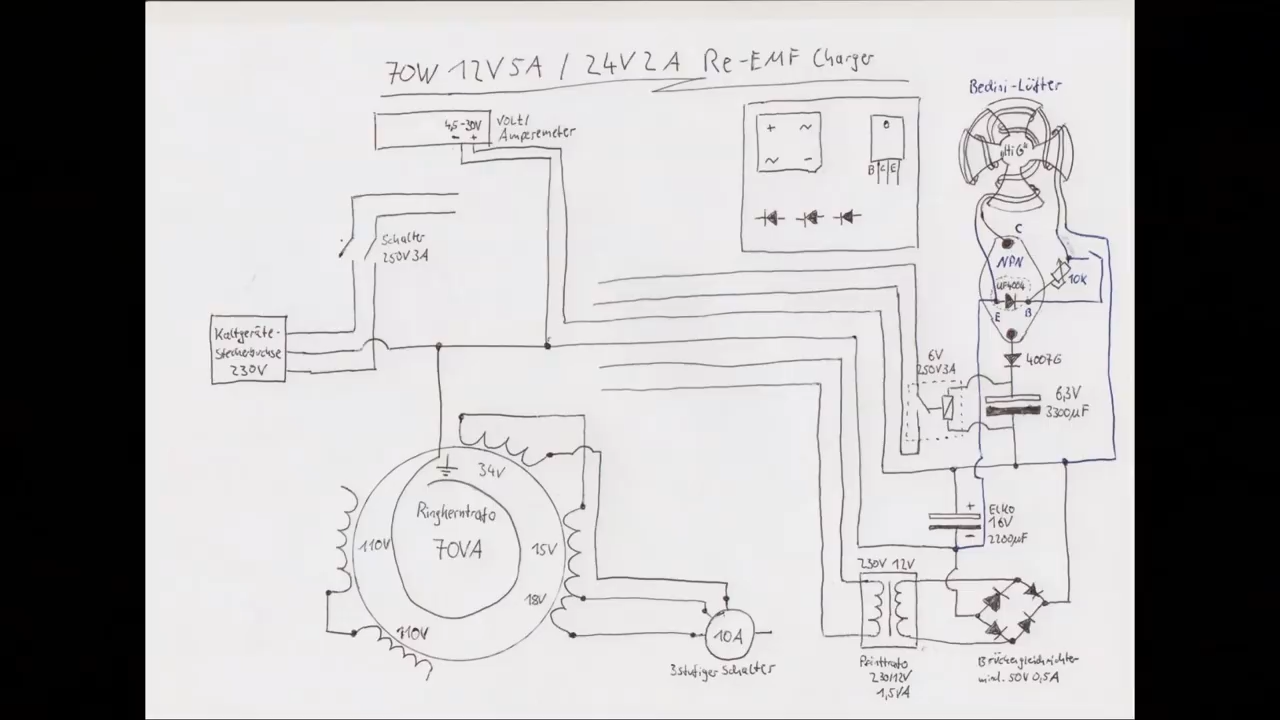 70W 12V5A / 24V2A Re-EMF Charger
4,5-30V
- +
VOLT/
Amperemeter
Schalter
250V3A
Kaltgeräte-
Steckerbuchse
230V
+ ~
~ -
B C E
Bedini-Lüfter
"HiG"
C
NPN
UF4004
E B
10K
4007G
6V
250V3A
6,3V
3300µF
+
-
ELKO
16V
2200µF
34V
Ringkerntrafo
70VA
110V
15V
18V
110V
10A
3stufiger Schalter
230V 12V
Printtrafo
230/12V
1,5VA
Brückengleichrichter
mind. 50V 0,5A